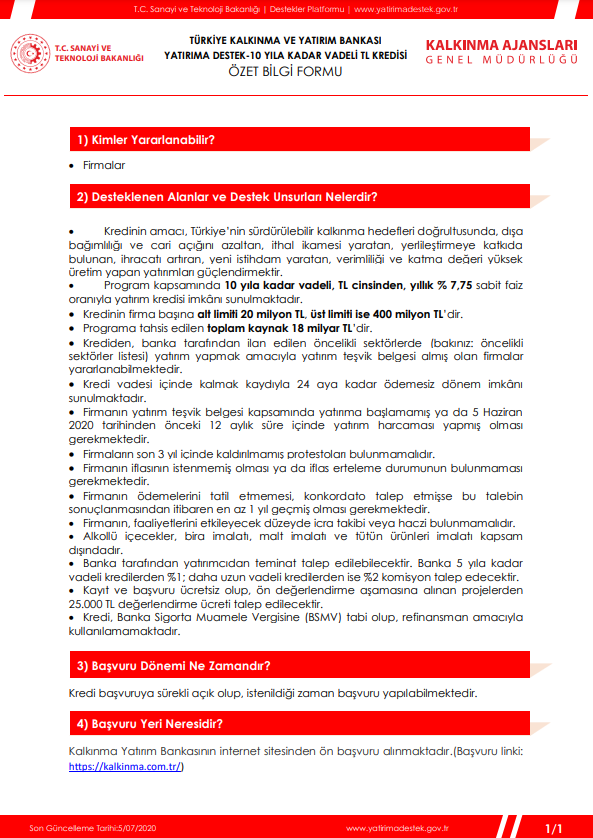 T.C. Sanayi ve Teknoloji Bakanlığı | Destekler Platformu | www.yatirimadestek.gov.tr
T.C. SANAYİ VE
TEKNOLOJİ BAKANLIĞI
TÜRKİYE KALKINMA VE YATIRIM BANKASI
YATIRIMA DESTEK-10 YILA KADAR VADELİ TL KREDİSİ
ÖZET BİLGİ FORMU
KALKINMA AJANSLARI
GENEL MÜDÜRLÜĞÜ
1) Kimler Yararlanabilir?
• Firmalar
2) Desteklenen Alanlar ve Destek Unsurları Nelerdir?
• Kredinin amacı, Türkiye’nin sürdürülebilir kalkınma hedefleri doğrultusunda, dışa
bağımlılığı ve cari açığını azaltan, ithal ikamesi yaratan, yerlileştirmeye katkıda
bulunan, ihracatı artıran, yeni istihdam yaratan, verimliliği ve katma değeri yüksek
üretim yapan yatırımları güçlendirmektir.
• Program kapsamında 10 yıla kadar vadeli, TL cinsinden, yıllık % 7,75 sabit faiz
oranıyla yatırım kredisi imkânı sunulmaktadır.
• Kredinin firma başına alt limiti 20 milyon TL, üst limiti ise 400 milyon TL’dir.
• Programa tahsis edilen toplam kaynak 18 milyar TL’dir.
• Krediden, banka tarafından ilan edilen öncelikli sektörlerde (bakınız: öncelikli
sektörler listesi) yatırım yapmak amacıyla yatırım teşvik belgesi almış olan firmalar
yararlanabilmektedir.
• Kredi vadesi içinde kalmak kaydıyla 24 aya kadar ödemesiz dönem imkânı
sunulmaktadır.
• Firmanın yatırım teşvik belgesi kapsamında yatırıma başlamamış ya da 5 Haziran
2020 tarihinden önceki 12 aylık süre içinde yatırım harcaması yapmış olması
gerekmektedir.
• Firmaların son 3 yıl içinde kaldırılmamış protestoları bulunmamalıdır.
• Firmanın iflasının istenmemiş olması ya da iflas erteleme durumunun bulunmaması
gerekmektedir.
• Firmanın ödemelerini tatil etmemesi, konkordato talep etmişse bu talebin
sonuçlanmasından itibaren en az 1 yıl geçmiş olması gerekmektedir.
• Firmanın, faaliyetlerini etkileyecek düzeyde icra takibi veya haczi bulunmamalıdır.
• Alkollü içecekler, bira imalatı, malt imalatı ve tütün ürünleri imalatı kapsam
dışındadır.
• Banka tarafından yatırımcıdan teminat talep edilebilecektir. Banka 5 yıla kadar
vadeli kredilerden %1; daha uzun vadeli kredilerden ise %2 komisyon talep edecektir.
• Kayıt ve başvuru ücretsiz olup, ön değerlendirme aşamasına alınan projelerden
25.000 TL değerlendirme ücreti talep edilecektir.
• Kredi, Banka Sigorta Muamele Vergisine (BSMV) tabi olup, refinansman amacıyla
kullanılamamaktadır.
3) Başvuru Dönemi Ne Zamandır?
Kredi başvuruya sürekli açık olup, istenildiği zaman başvuru yapılabilmektedir.
4) Başvuru Yeri Neresidir?
Kalkınma Yatırım Bankasının internet sitesinden ön başvuru alınmaktadır.(Başvuru linki:
https://kalkinma.com.tr/)
Son Güncelleme Tarihi:5/07/2020
www.yatirimadestek.gov.tr
1/1